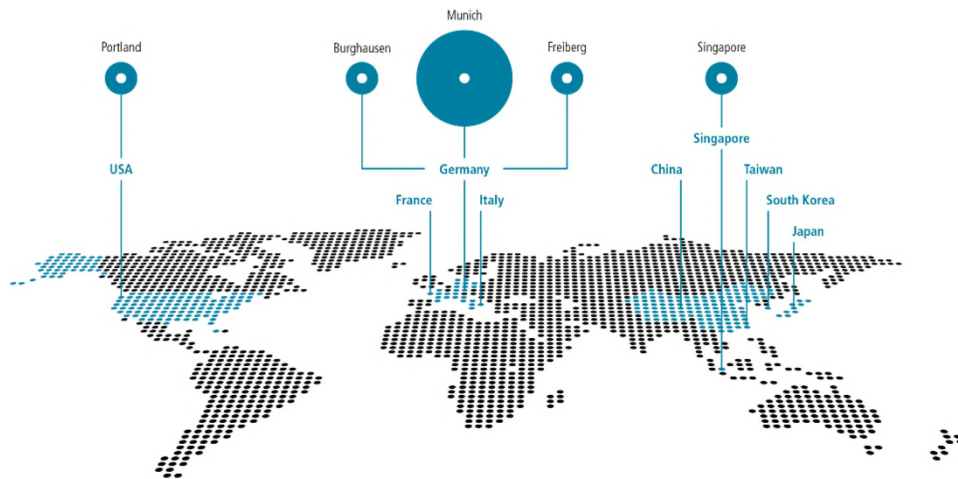 Munich
Portland
Burghausen
Freiberg
Singapore
Singapore
USA
Germany
China
Taiwan
France
Italy
South Korea
Japan